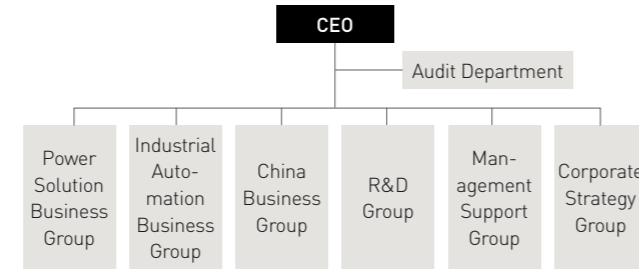 CEO
Audit Department
Power
Solution
Business
Group
Industrial
Auto-
mation
Business
Group
China
Business
Group
R&D
Group
Man-
agement
Support
Group
Corporate
Strategy
Group